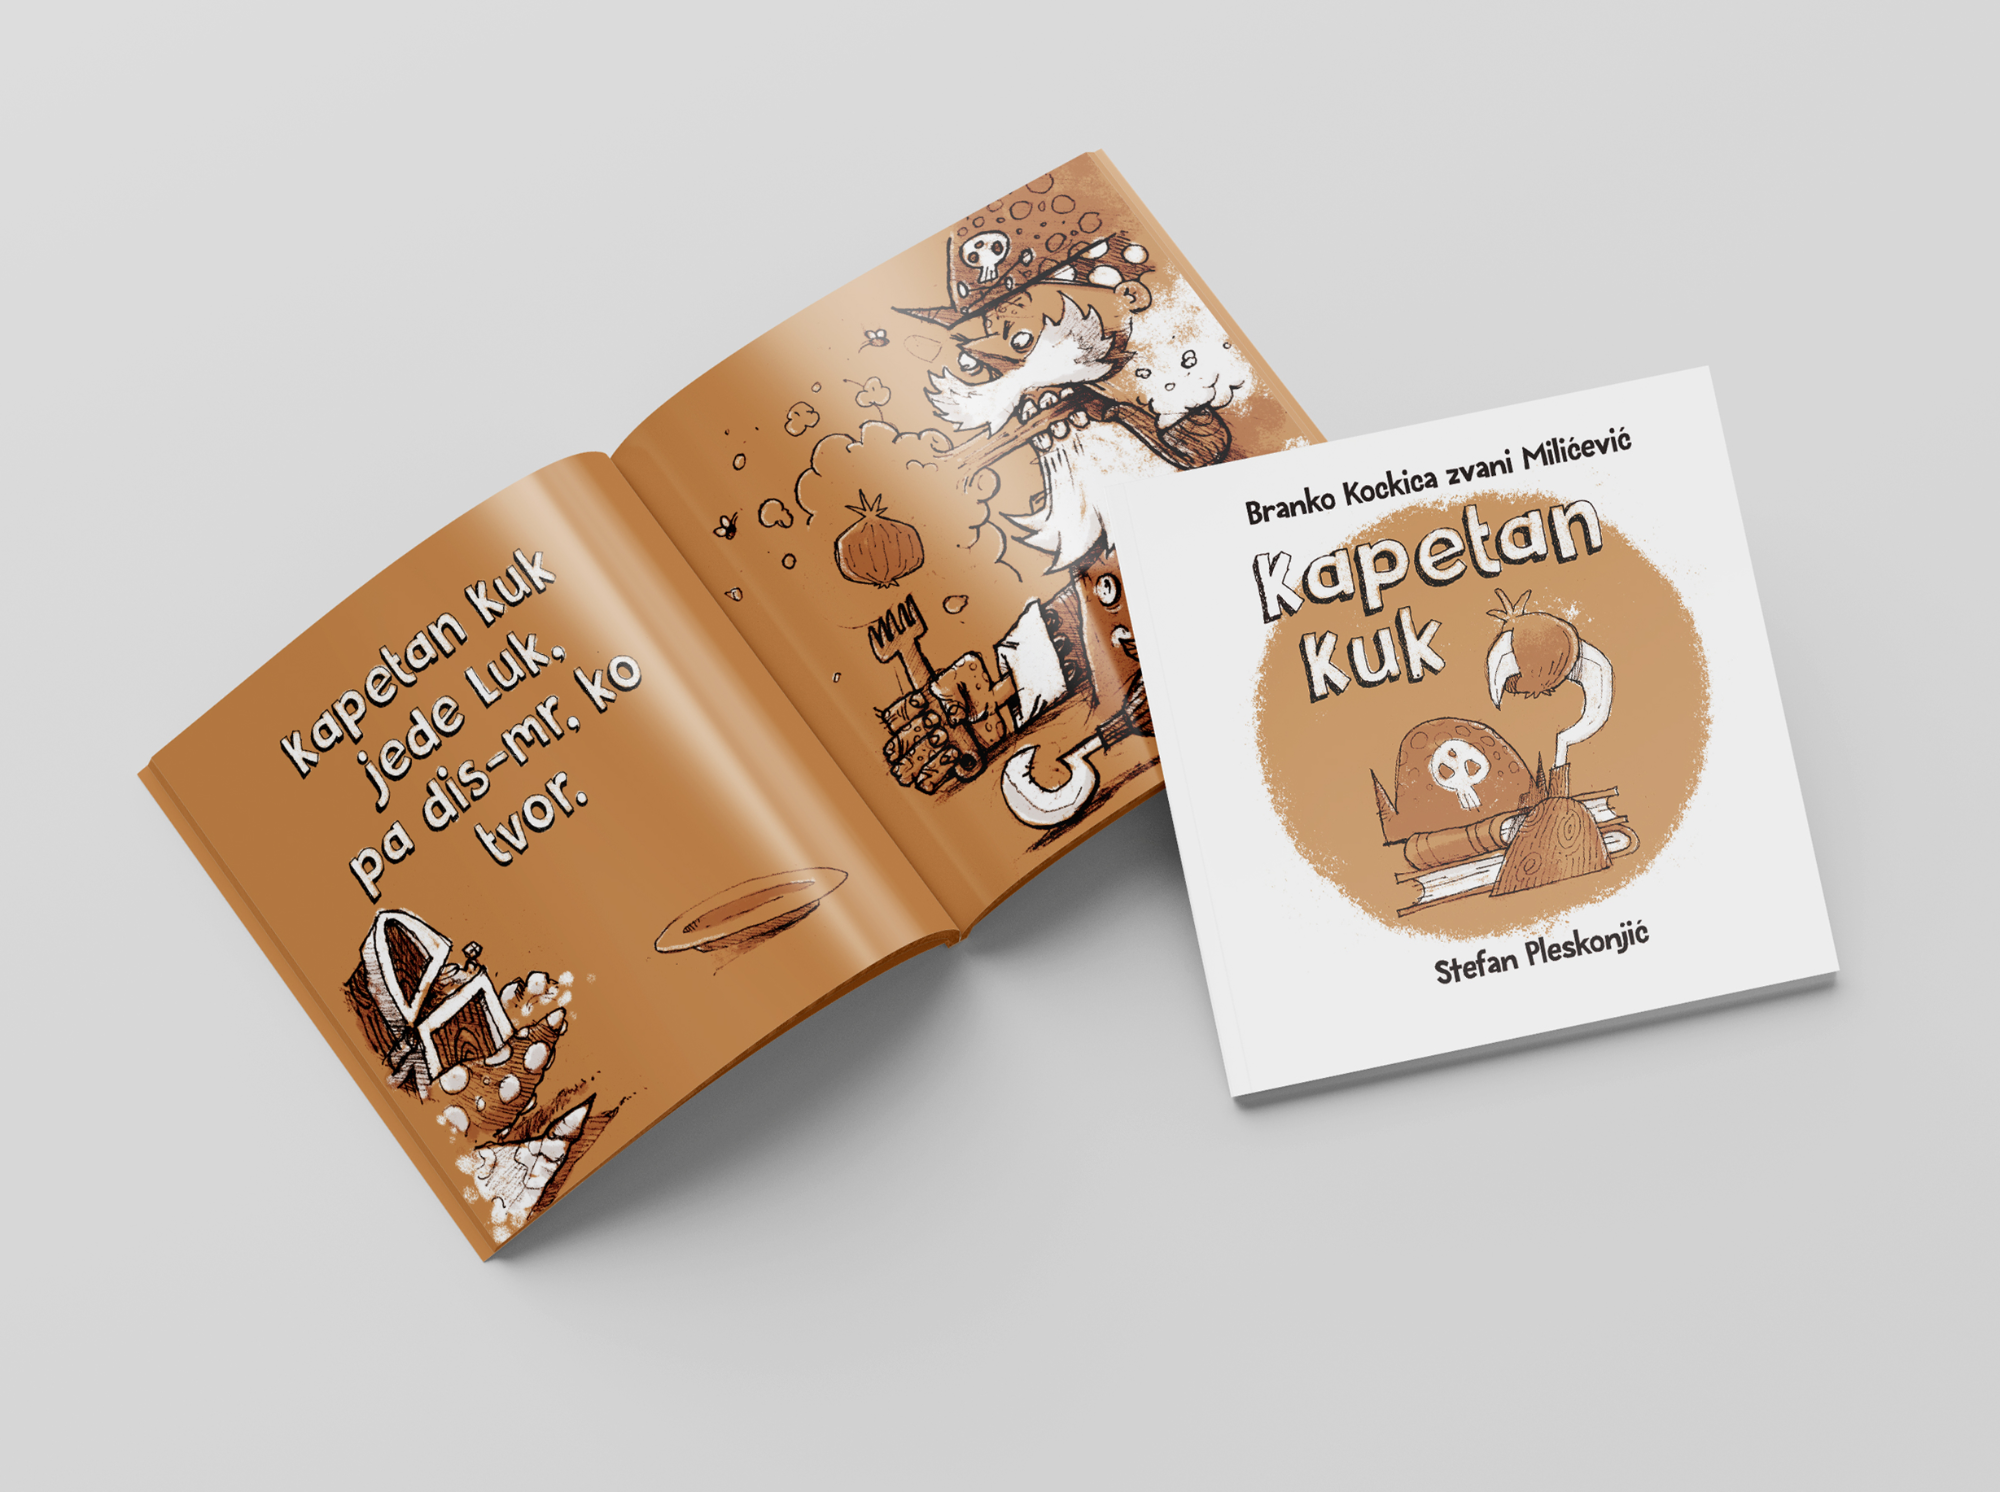 Kapetan Kuk
jede Luk,
pa dis-mr, ko
tvor.
Branko Kockica zvani Milićević
Kapetan
Kuk
Stefan Pleskonjić